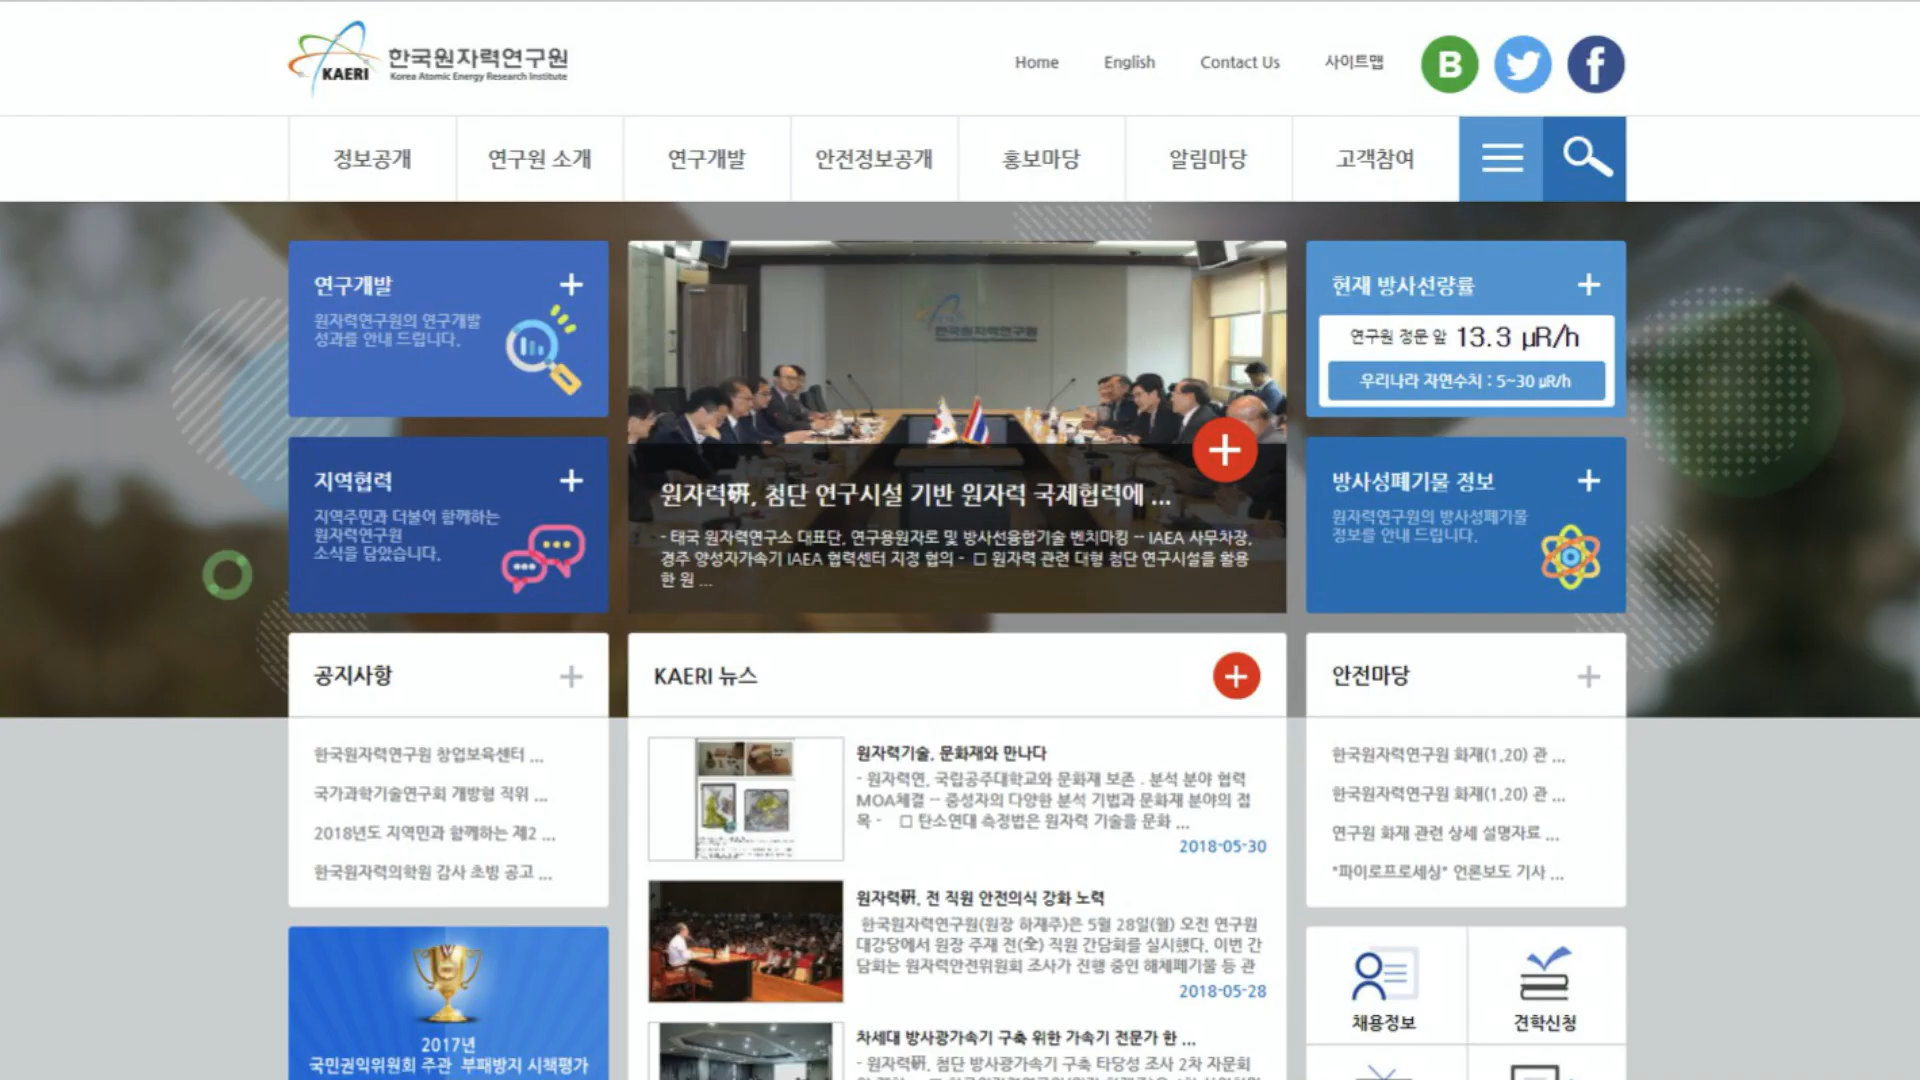 KAERI
한국원자력연구원
Korea Atomic Energy Research Institute
Home
English
Contact Us
사이트맵
B
정보공개
연구원 소개
연구개발
안전정보공개
홍보마당
알림마당
고객참여
연구개발
원자력연구원의 연구개발
성과를 안내 드립니다.
지역협력
지역주민과 더불어 함께하는
원자력연구원
소식을 담았습니다.
한국원자력연구원
원자력硏, 첨단 연구시설 기반 원자력 국제협력에 ...
- 태국 원자력연구소 대표단, 연구용원자로 및 방사선융합기술 벤치마킹 -- IAEA 사무차장,
경주 양성자가속기 IAEA 협력센터 지정 협의 - □ 원자력 관련 대형 첨단 연구시설을 활용
한 원 ...
현재 방사선량률
연구원 정문 앞 13.3 μR/h
우리나라 자연수치 : 5~30 μR/h
방사성폐기물 정보
원자력연구원의 방사성폐기물
정보를 안내 드립니다.
공지사항
한국원자력연구원 창업보육센터 ...
국가과학기술연구회 개방형 직위 ...
2018년도 지역민과 함께하는 제2 ...
한국원자력의학원 감사 초빙 공고 ...
2017년
국민권익위원회 주관 부패방지 시책평가
KAERI 뉴스
원자력기술, 문화재와 만나다
- 원자력연, 국립공주대학교와 문화재 보존 . 분석 분야 협력
MOA체결 -- 중성자의 다양한 분석 기법과 문화재 분야의 접
목 - □ 탄소연대 측정법은 원자력 기술을 문화 ...
2018-05-30
원자력硏, 전 직원 안전의식 강화 노력
한국원자력연구원(원장 하재주)은 5월 28일(월) 오전 연구원
대강당에서 원장 주재 전(全) 직원 간담회를 실시했다. 이번 간
담회는 원자력안전위원회 조사가 진행 중인 해체폐기물 등 관
2018-05-28
차세대 방사광가속기 구축 위한 가속기 전문가 한 ...
- 원자력硏, 첨단 방사광가속기 구축 타당성 조사 2차 자문회
안전마당
한국원자력연구원 화재(1.20) 관 ...
한국원자력연구원 화재(1.20) 관 ...
연구원 화재 관련 상세 설명자료 ...
"파이로프로세싱" 언론보도 기사 ...
채용정보
견학신청